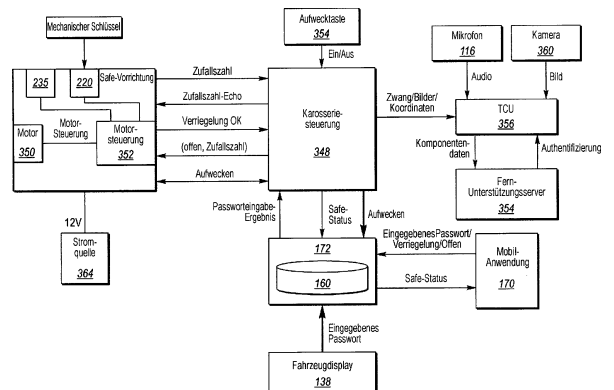 Mechanischer Schlüssel
Aufwecktaste
354
Mikrofon
116
Kamera
360
Ein/Aus
Audio
Bild
235
220
Safe-Vorrichtung
Motor
350
Motor-
Steuerung
Motor-
steuerung
352
Zufallszahl
Zufallszahl-Echo
Verriegelung OK
(offen, Zufallszahl)
Aufwecken
Karosserie-
steuerung
348
Zwang/Bilder/
Koordinaten
TCU
356
Komponenten-
daten
Authentifizierung
Fern-
Unterstützungsserver
354
12V
Strom-
quelle
364
Passworteingabe-
Ergebnis
Safe-
Status
Aufwecken
172
160
EingegebenesPasswort/
Verriegelung/Offen
Safe-Status
Mobil-
Anwendung
170
Eingegebenes
Passwort
Fahrzeugdisplay
138